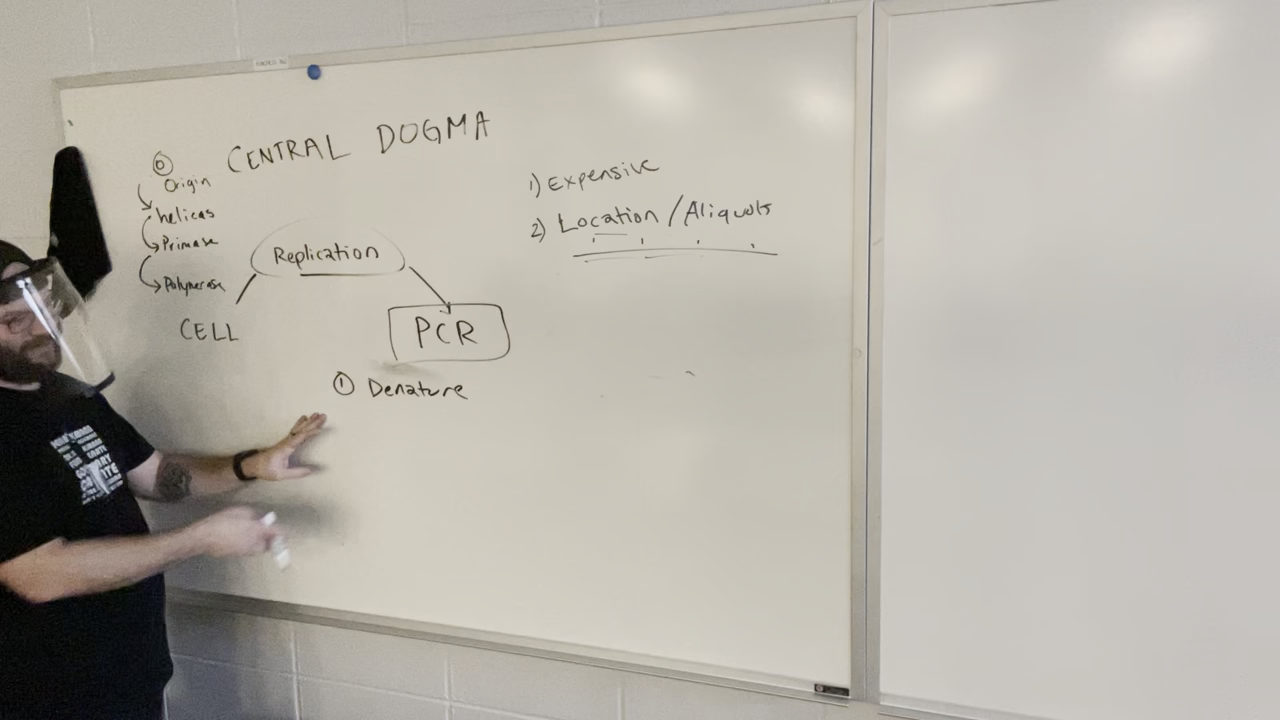 CENTRAL DOGMA
⓪
Origin
helicas
Primase
Polymerase
Replication
CELL
PCR
① Denature
1) Expensive
2) Location / Aliquots